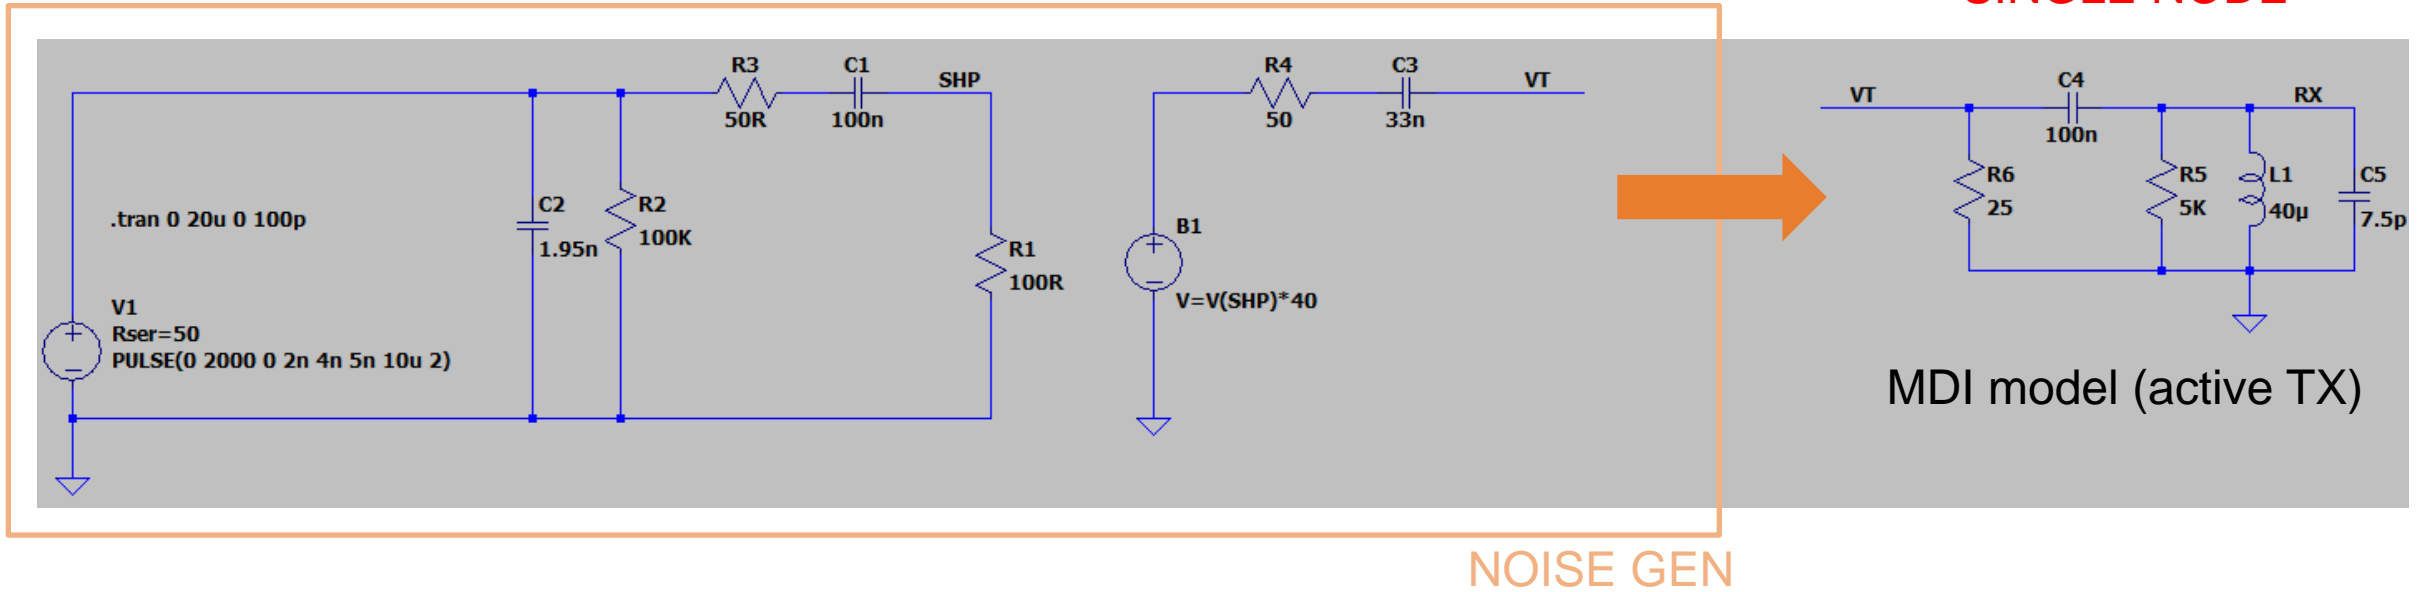 SINGLE NODE
R3
50R
C1
100n
SHP
R4
50
C3
33n
VT
VT
C4
100n
RX
.tran 0 20u 0 100p
C2
1.95n
R2
100K
R1
100R
B1
V=V(SHP)*40
R6
25
R5
5K
L1
40µ
C5
7.5p
V1
Rser=50
PULSE(0 2000 0 2n 4n 5n 10u 2)
MDI model (active TX)
NOISE GEN